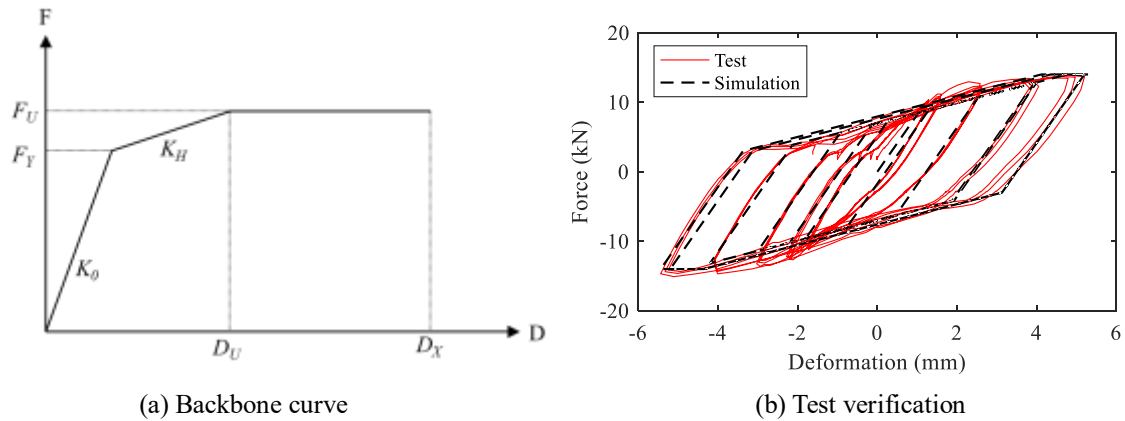 F
F_U
F_Y
K_H
K_0
D_U
D_X
D
(a) Backbone curve
20
10
0
-10
-20
Force (kN)
Test
Simulation
-6
-4
-2
0
2
4
6
Deformation (mm)
(b) Test verification